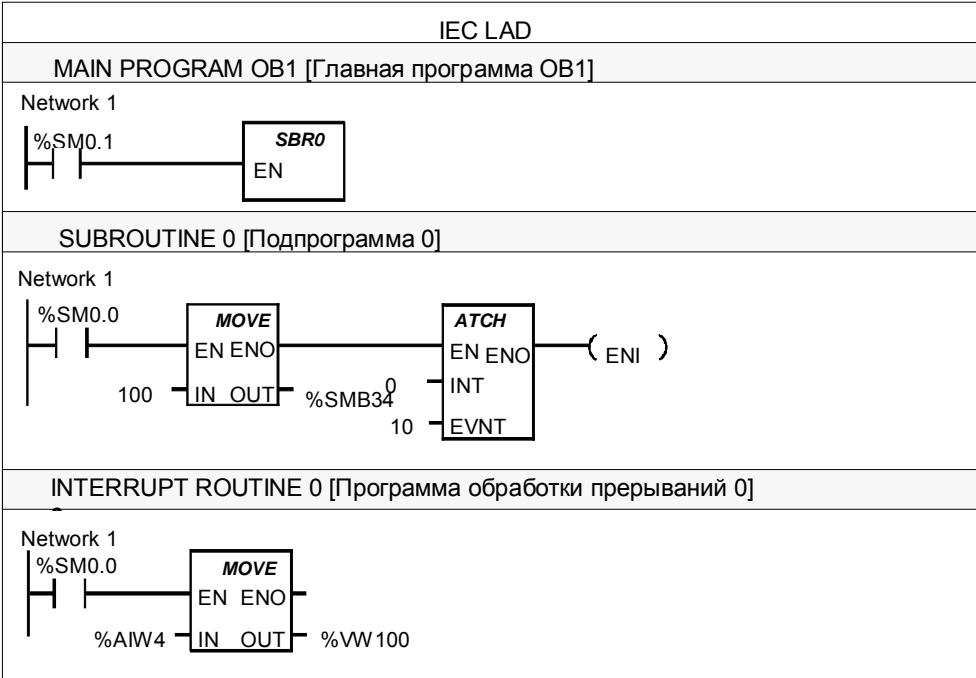 IEC LAD
MAIN PROGRAM OB1 [Главная программа OB1]
Network 1
%SM0.1
SBR0
EN
SUBROUTINE 0 [Подпрограмма 0]
Network 1
%SM0.0
MOVE
ATCH
EN ENO
EN ENO
ENI
100
IN OUT
%SMB34
0
INT
10
EVNT
INTERRUPT ROUTINE 0 [Программа обработки прерываний 0]
Network 1
%SM0.0
MOVE
EN ENO
%AIW4
IN OUT
%VW100